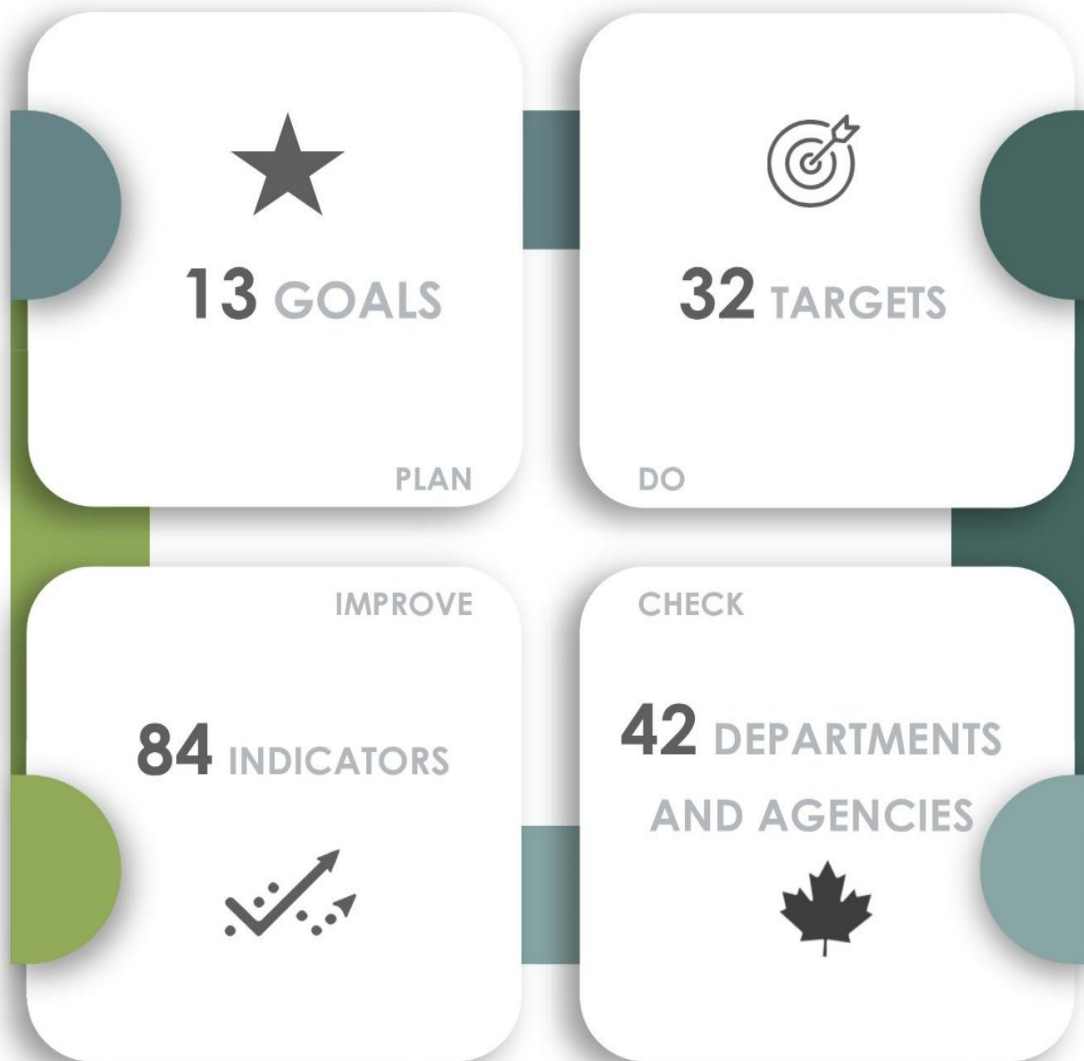 13 GOALS
PLAN
32 TARGETS
DO
IMPROVE
84 INDICATORS
CHECK
42 DEPARTMENTS
AND AGENCIES